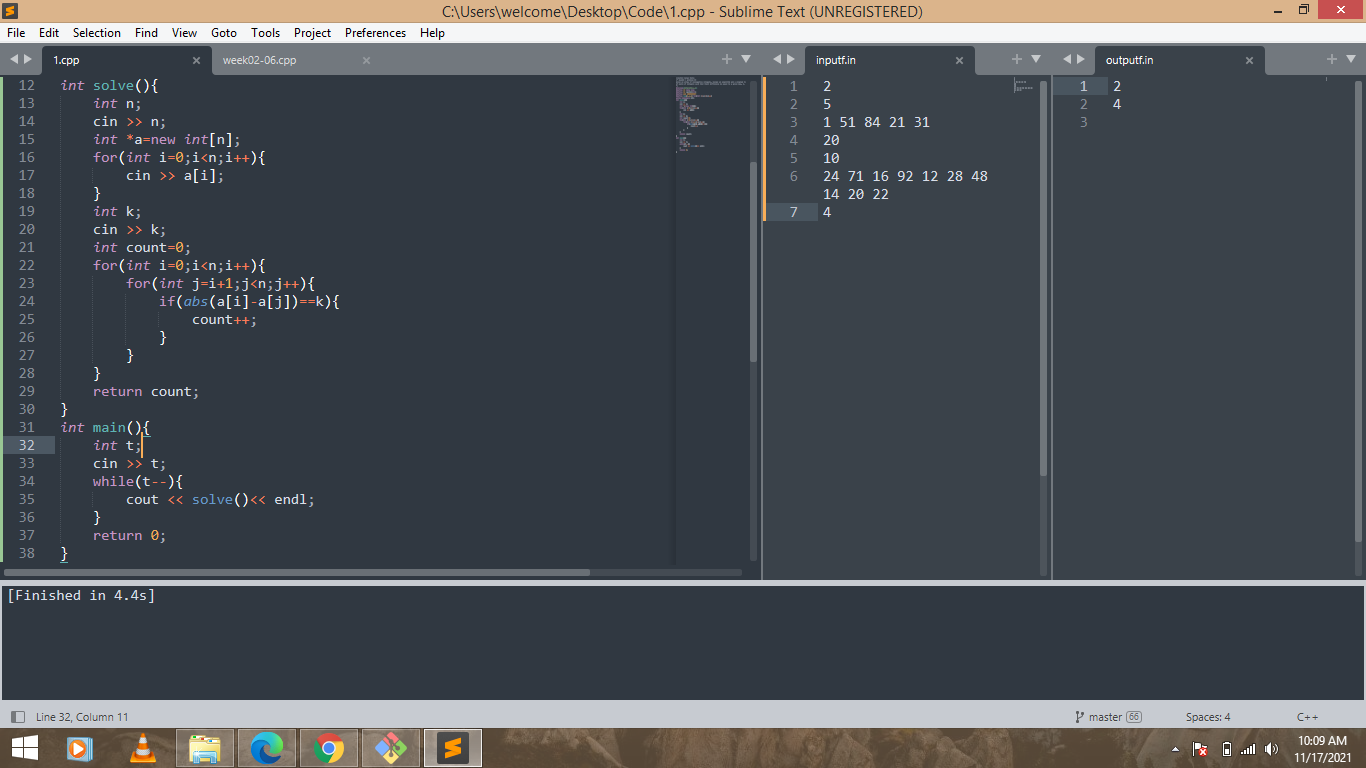 C:\Users\welcome\Desktop\Code\1.cpp - Sublime Text (UNREGISTERED)
File Edit Selection Find View Goto Tools Project Preferences Help
1.cpp week02-06.cpp inputf.in outputf.in
12 int solve(){
13 int n;
14 cin >> n;
15 int *a=new int[n];
16 for(int i=0;i<n;i++){
17 cin >> a[i];
18 }
19 int k;
20 cin >> k;
21 int count=0;
22 for(int i=0;i<n;i++){
23 for(int j=i+1;j<n;j++){
24 if(abs(a[i]-a[j])==k){
25 count++;
26 }
27 }
28 }
29 return count;
30 }
31 int main(){
32 int t;
33 cin >> t;
34 while(t--){
35 cout << solve()<< endl;
36 }
37 return 0;
38 }
1 2
2 5
3 1 51 84 21 31
4 20
5 10
6 24 71 16 92 12 28 48
14 20 22
7 4
1 2
2 4
3
[Finished in 4.4s]
Line 32, Column 11 master 66 Spaces: 4 C++
10:09 AM
11/17/2021